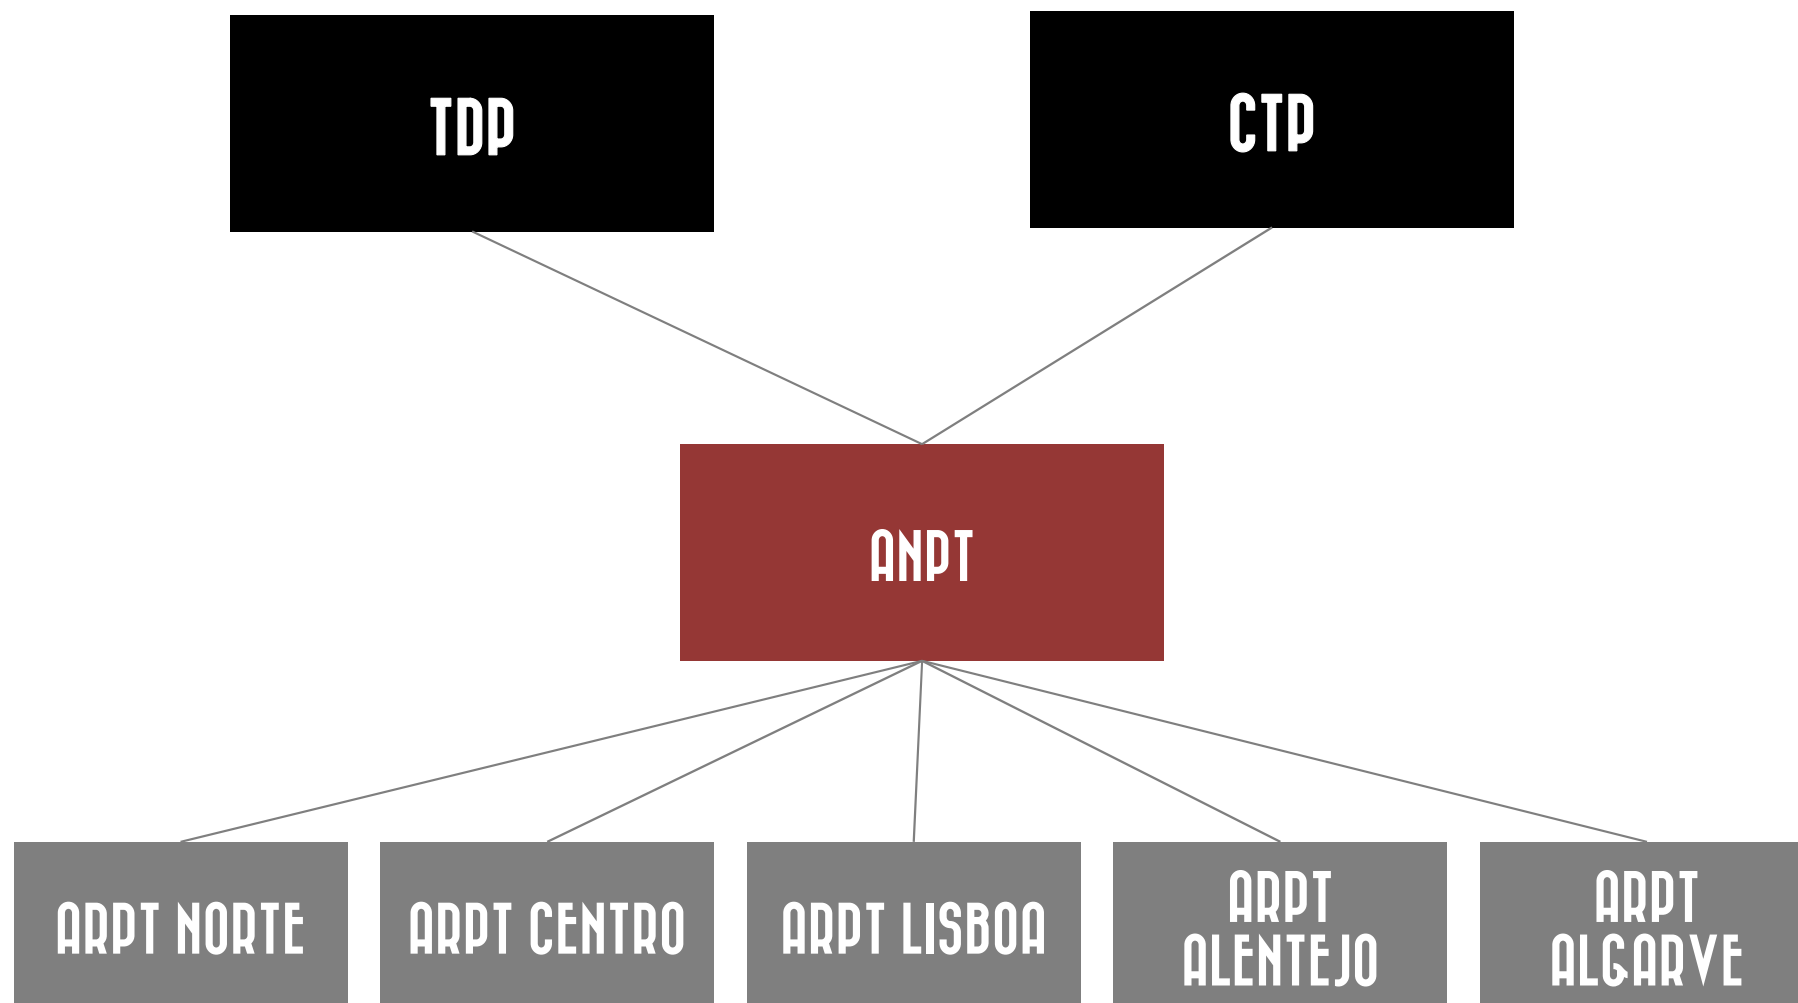 TDP
CTP
ANPT
ARPT NORTE
ARPT CENTRO
ARPT LISBOA
ARPT
ALENTEJO
ARPT
ALGARVE